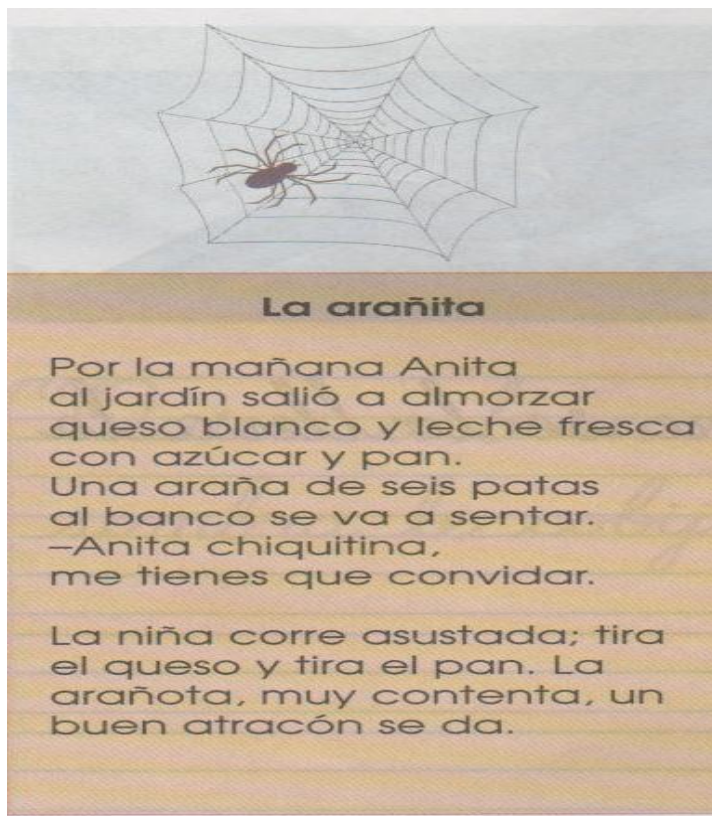 La arañita
Por la mañana Anita
al jardín salió a almorzar
queso blanco y leche fresca
con azúcar y pan.
Una araña de seis patas
al banco se va a sentar.
—Anita chiquitina,
me tienes que convidar.
La niña corre asustada; tira
el queso y tira el pan. La
arañota, muy contenta, un
buen atracón se da.